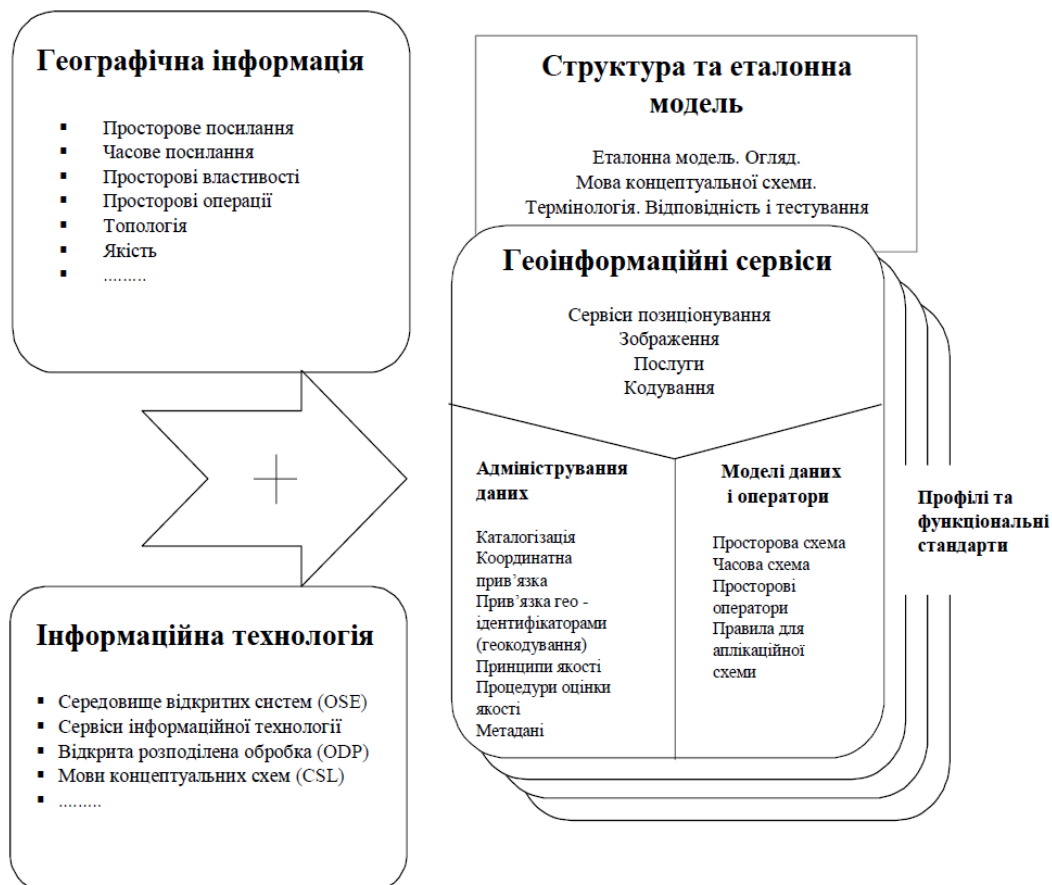 Географічна інформація
▪ Просторове посилання
▪ Часове посилання
▪ Просторові властивості
▪ Просторові операції
▪ Топологія
▪ Якість
▪ .........
Інформаційна технологія
▪ Середовище відкритих систем (OSE)
▪ Сервіси інформаційної технології
▪ Відкрита розподілена обробка (ODP)
▪ Мови концептуальних схем (CSL)
▪ .........
Структура та еталонна
модель
Еталонна модель. Огляд.
Мова концептуальної схеми.
Термінологія. Відповідність і тестування
Геоінформаційні сервіси
Сервіси позиціонування
Зображення
Послуги
Кодування
Адміністрування
даних
Каталогізація
Координатна
прив’язка
Прив’язка гео -
ідентифікаторами
(геокодування)
Принципи якості
Процедури оцінки
якості
Метадані
Моделі даних
і оператори
Просторова схема
Часова схема
Просторові
оператори
Правила для
аплікаційної
схеми
Профілі та
функціональні
стандарти